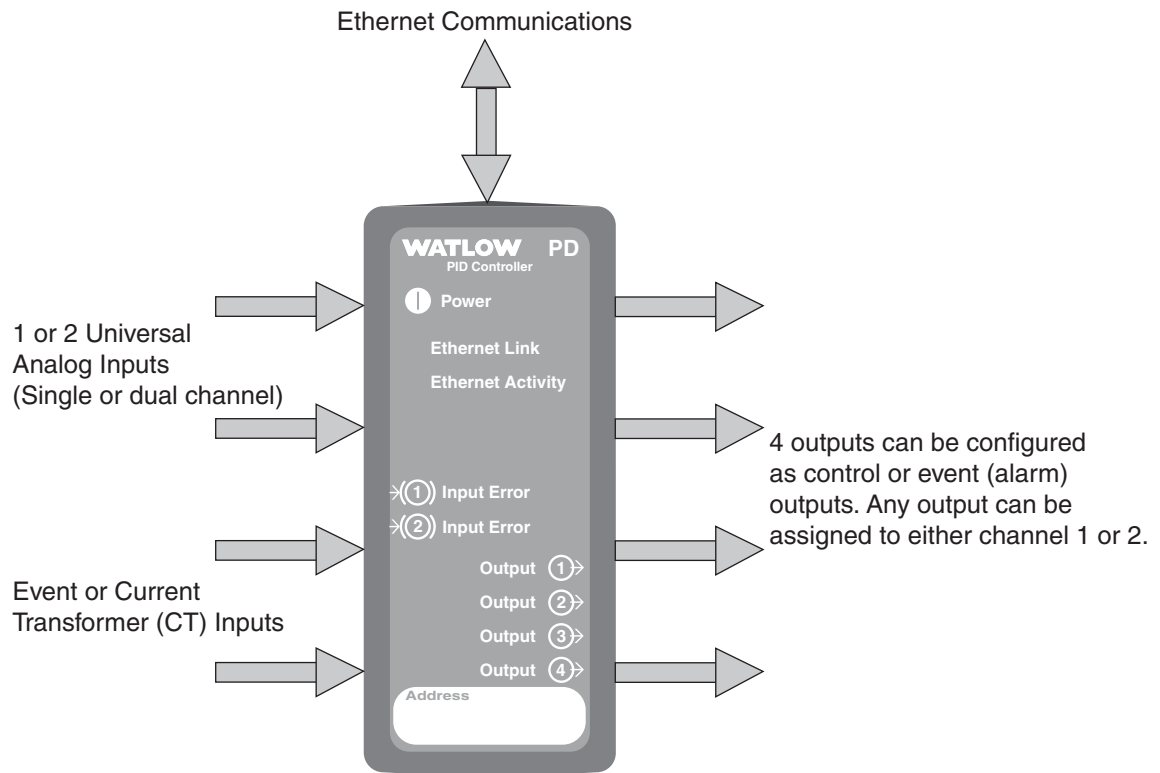 Ethernet Communications
WATLOW PD
PID Controller
Power
Ethernet Link
Ethernet Activity
1 or 2 Universal
Analog Inputs
(Single or dual channel)
4 outputs can be configured
as control or event (alarm)
outputs. Any output can be
assigned to either channel 1 or 2.
1 Input Error
2 Input Error
Output 1
Output 2
Output 3
Output 4
Event or Current
Transformer (CT) Inputs
Address